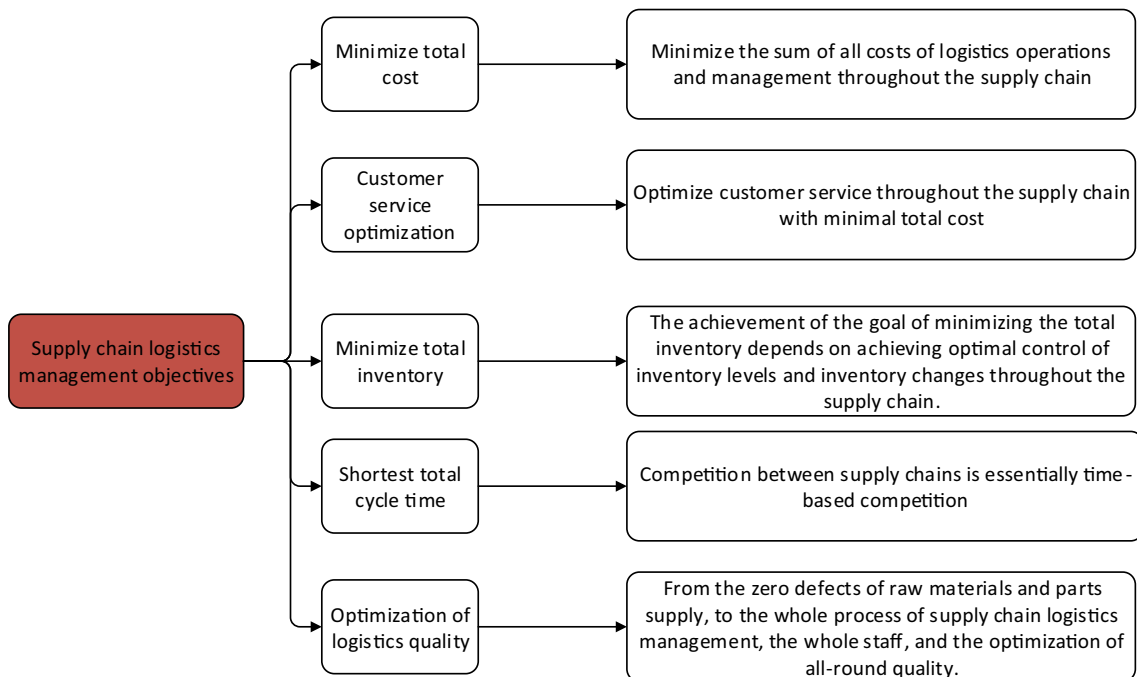 Minimize total
cost
Minimize the sum of all costs of logistics operations
and management throughout the supply chain
Customer
service
optimization
Optimize customer service throughout the supply chain
with minimal total cost
Supply chain logistics
management objectives
Minimize total
inventory
The achievement of the goal of minimizing the total
inventory depends on achieving optimal control of
inventory levels and inventory changes throughout the
supply chain.
Shortest total
cycle time
Competition between supply chains is essentially time-
based competition
Optimization of
logistics quality
From the zero defects of raw materials and parts
supply, to the whole process of supply chain logistics
management, the whole staff, and the optimization of
all-round quality.